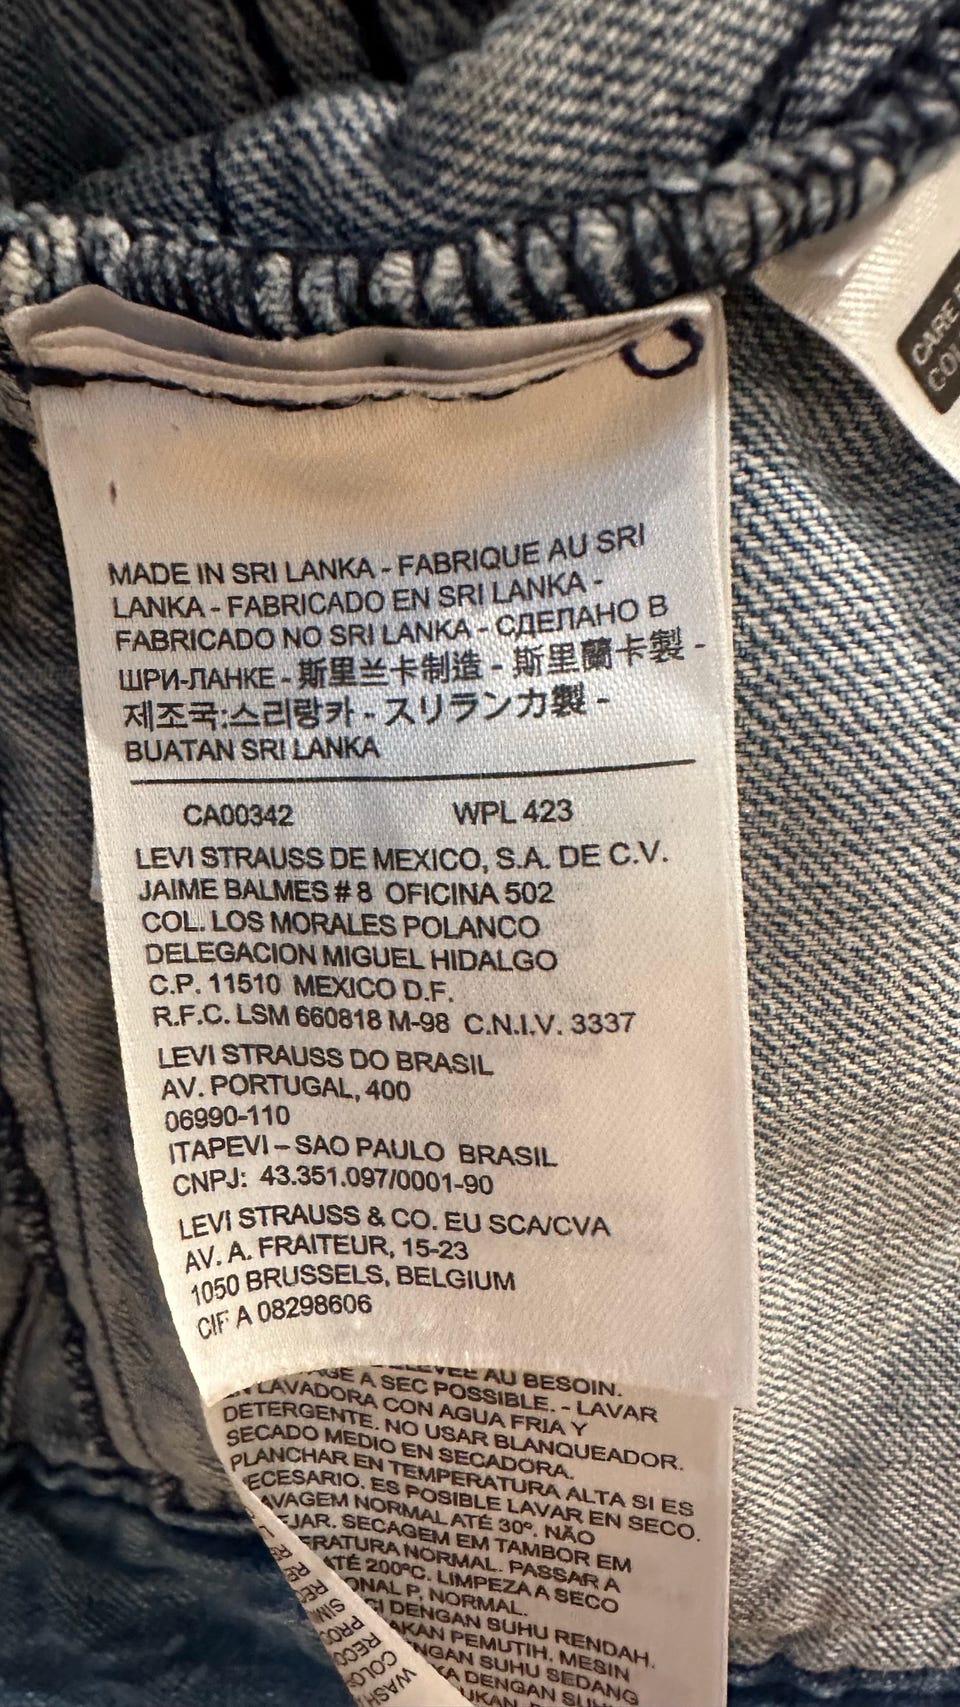 MADE IN SRI LANKA - FABRIQUE AU SRI
LANKA - FABRICADO EN SRI LANKA -
FABRICADO NO SRI LANKA - СДЕЛАНО В
ШРИ-ЛАНКЕ - 斯里兰卡制造 - 斯里蘭卡製 -
제조국:스리랑카 - スリランカ製 -
BUATAN SRI LANKA
CA00342 WPL 423
LEVI STRAUSS DE MEXICO, S.A. DE C.V.
JAIME BALMES # 8 OFICINA 502
COL. LOS MORALES POLANCO
DELEGACION MIGUEL HIDALGO
C.P. 11510 MEXICO D.F.
R.F.C. LSM 660818 M-98 C.N.I.V. 3337
LEVI STRAUSS DO BRASIL
AV. PORTUGAL, 400
06990-110
ITAPEVI – SAO PAULO BRASIL
CNPJ: 43.351.097/0001-90
LEVI STRAUSS & CO. EU SCA/CVA
AV. A. FRAITEUR, 15-23
1050 BRUSSELS, BELGIUM
CIF A 08298606
AU BESOIN.
A SEC POSSIBLE. - LAVAR
LAVADORA CON AGUA FRIA Y
DETERGENTE. NO USAR BLANQUEADOR.
SECADO MEDIO EN SECADORA.
PLANCHAR EN TEMPERATURA ALTA SI ES
NECESARIO. ES POSIBLE LAVAR EN SECO.
LAVAGEM NORMAL ATÉ 30º. NÃO
SECAGEM EM TAMBOR EM
NORMAL. PASSAR A
ATÉ 200ºC. LIMPEZA A SECO
P, NORMAL.
DENGAN SUHU RENDAH.
PEMUTIH. MESIN
SUHU SEDANG
DENGAN
CARE
WASH